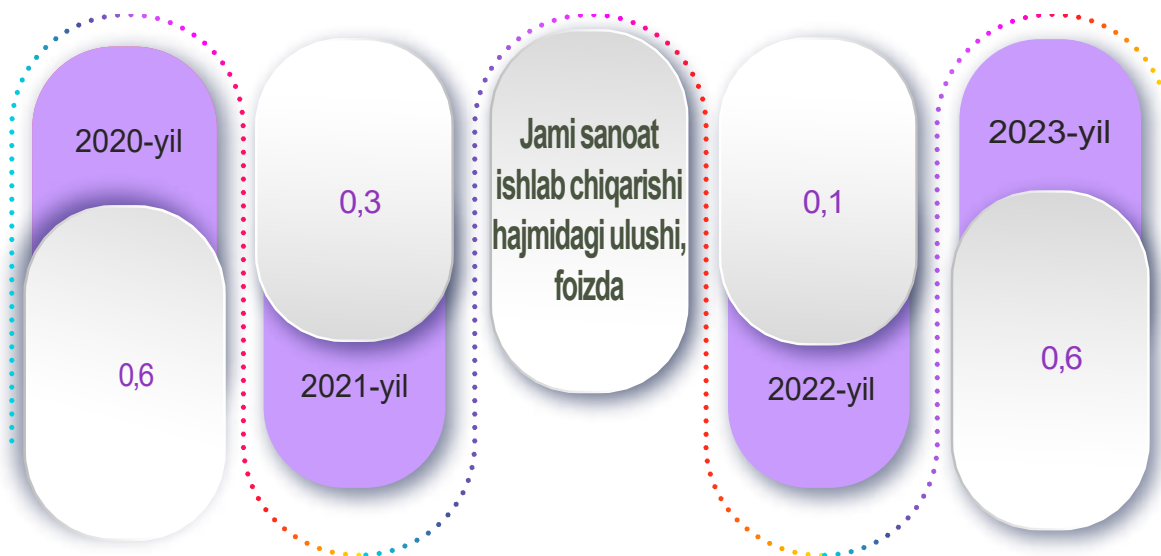 2020-yil
0,6
0,3
2021-yil
Jami sanoat
ishlab chiqarishi
hajmidagi ulushi,
foizda
0,1
2022-yil
2023-yil
0,6